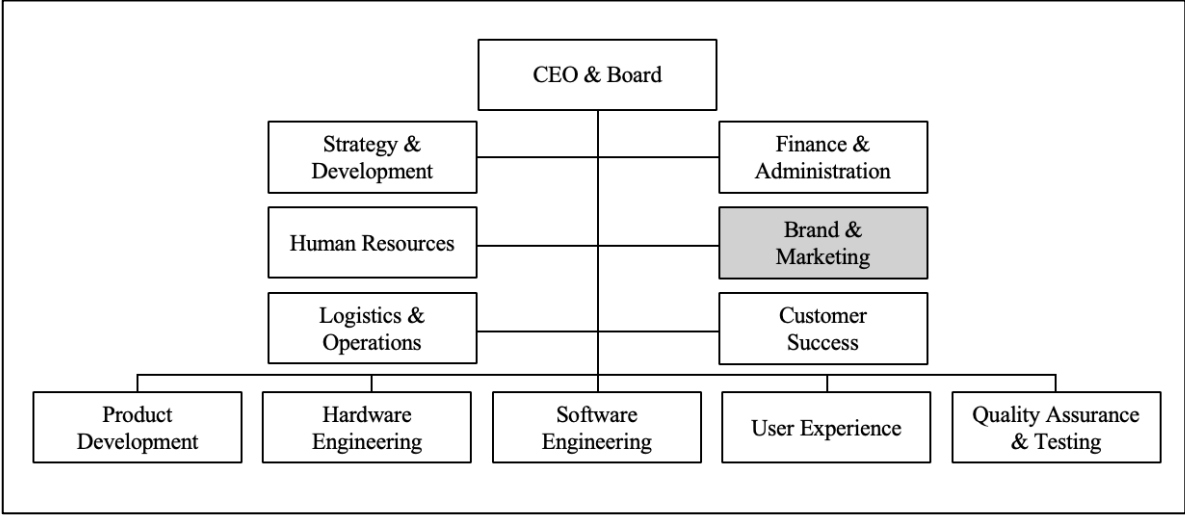 CEO & Board
Strategy &
Development
Finance &
Administration
Human Resources
Brand &
Marketing
Logistics &
Operations
Customer
Success
Product
Development
Hardware
Engineering
Software
Engineering
User Experience
Quality Assurance
& Testing